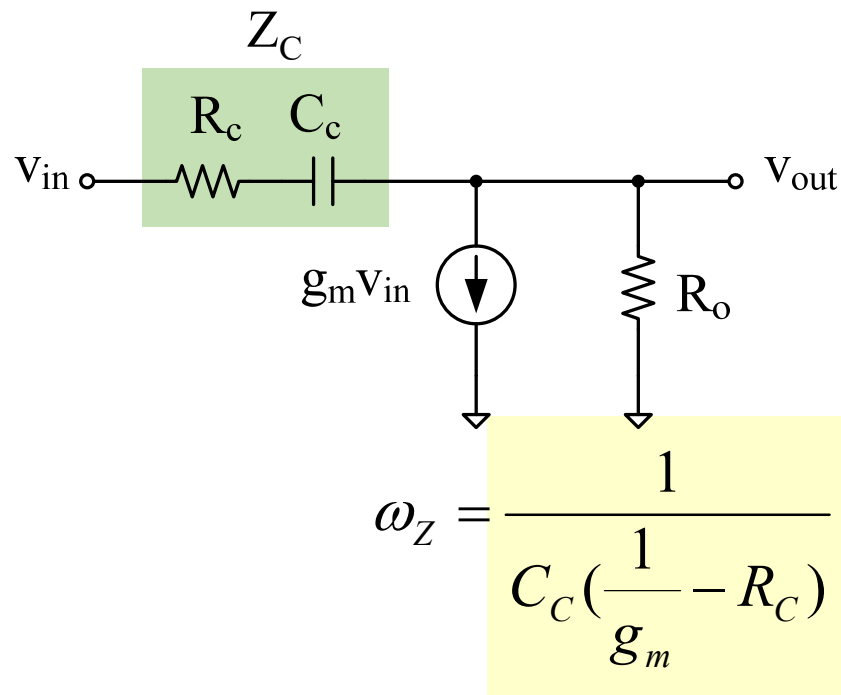 Z_C
R_c C_c
v_in v_out
g_m v_in R_o
ω_Z = 1 / (C_C (1/g_m − R_C))